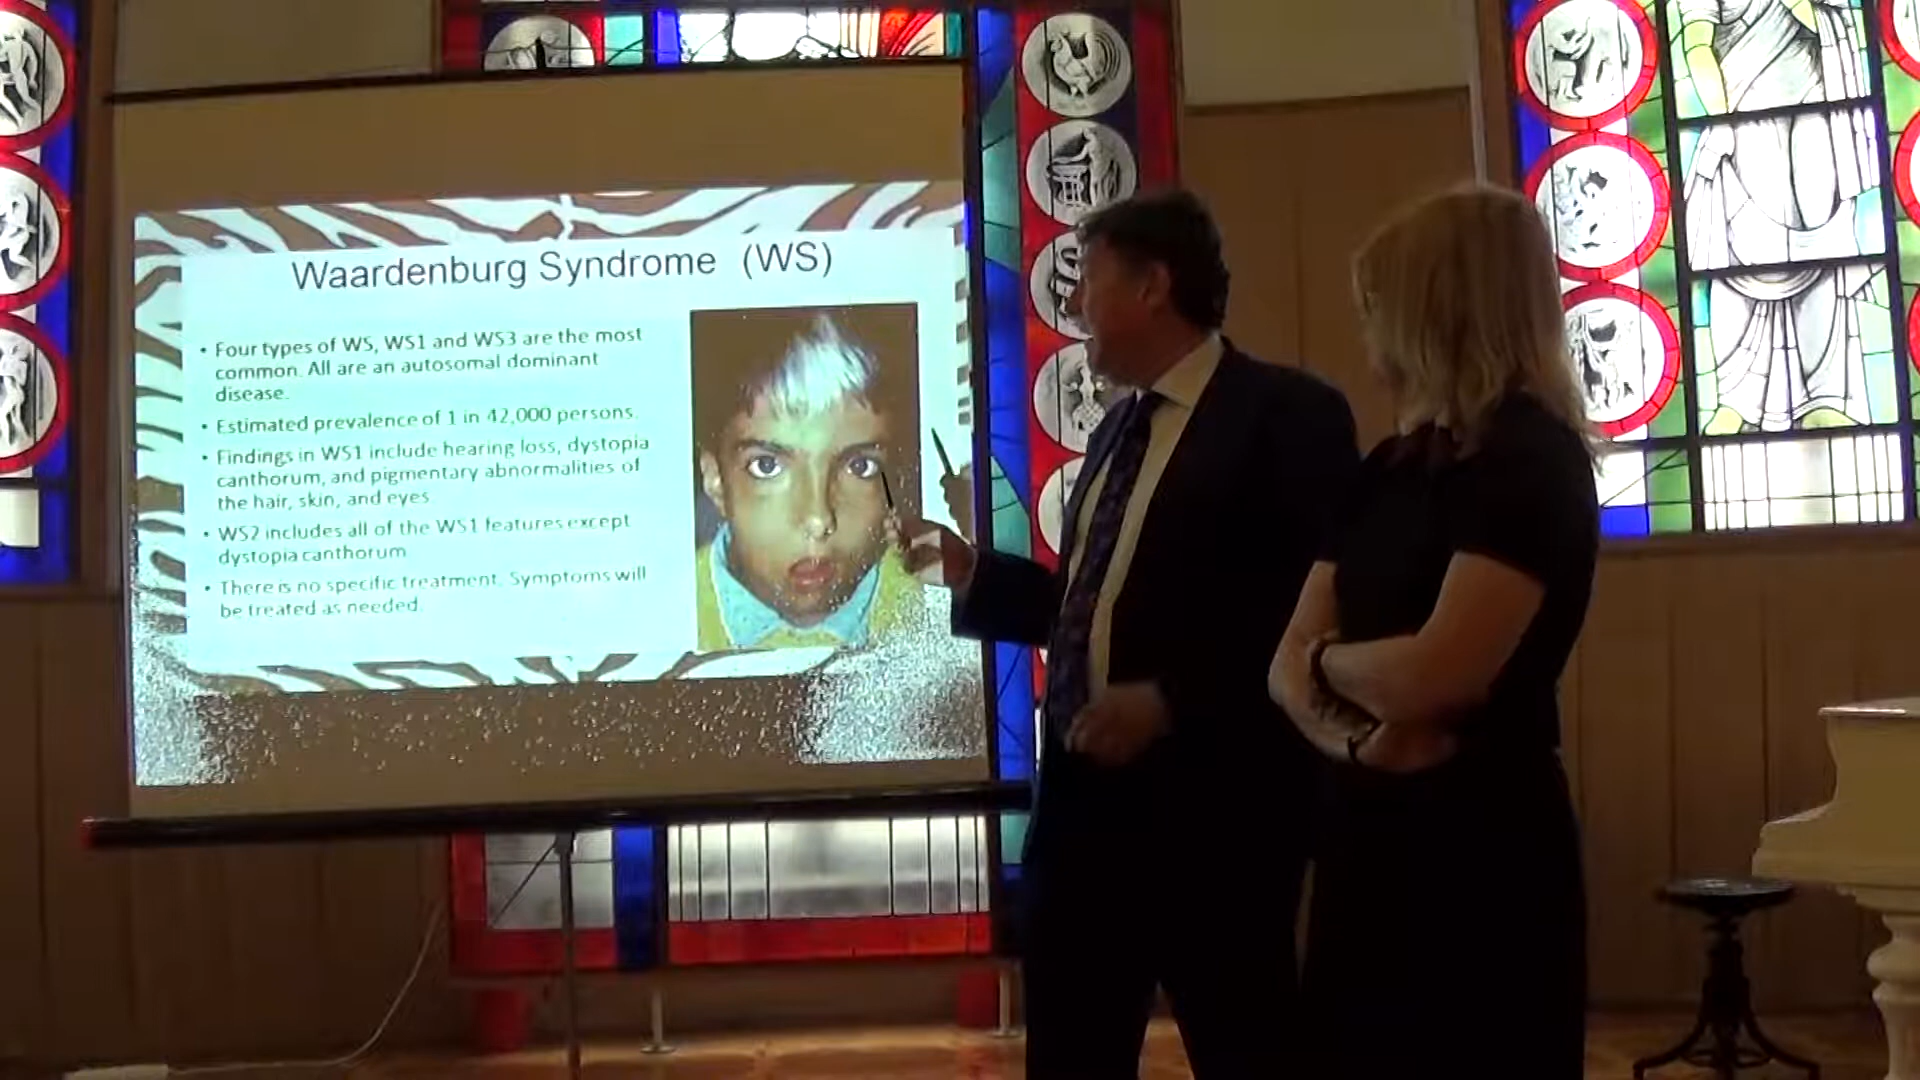 Waardenburg Syndrome (WS)
• Four types of WS, WS1 and WS3 are the most
common. All are an autosomal dominant
disease.
• Estimated prevalence of 1 in 42,000 persons.
• Findings in WS1 include hearing loss, dystopia
canthorum, and pigmentary abnormalities of
the hair, skin, and eyes
• WS2 includes all of the WS1 features except
dystopia canthorum
• There is no specific treatment. Symptoms will
be treated as needed.